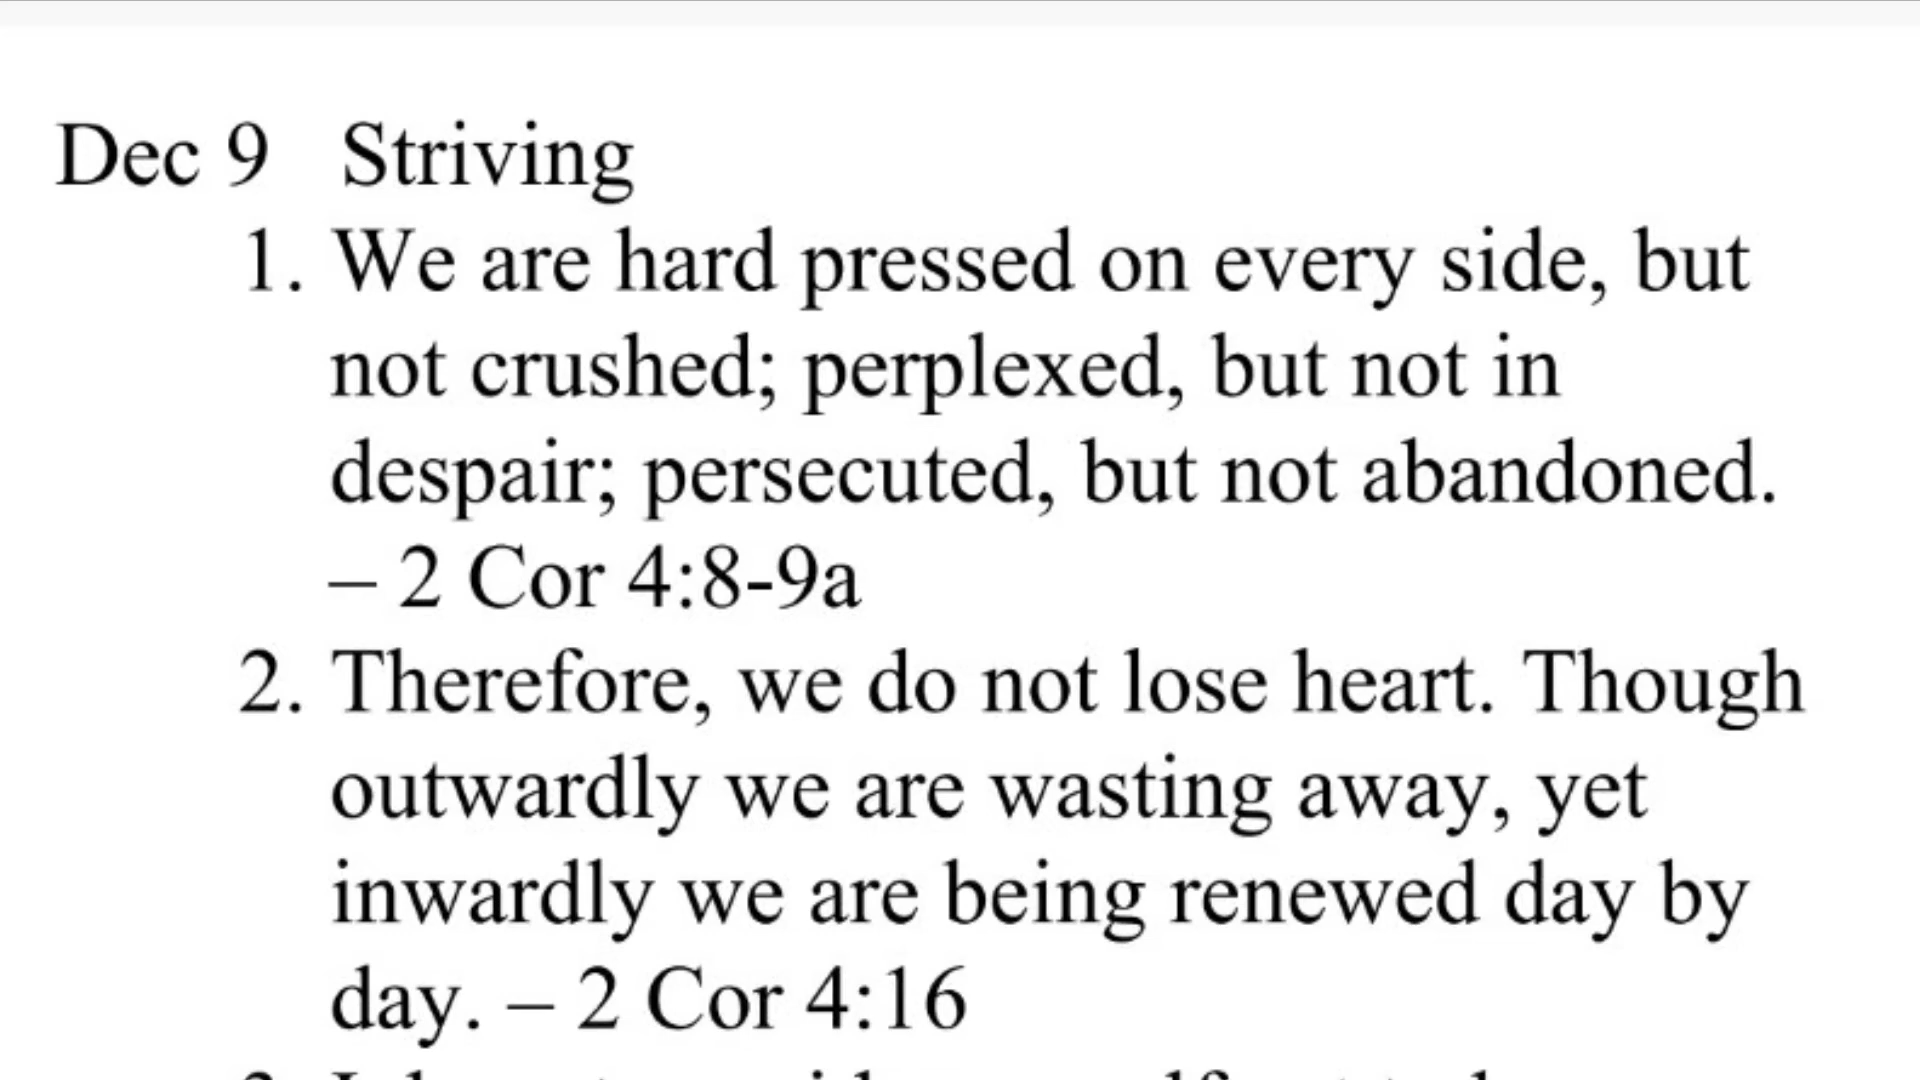 Dec 9 Striving
1. We are hard pressed on every side, but
not crushed; perplexed, but not in
despair; persecuted, but not abandoned.
– 2 Cor 4:8-9a
2. Therefore, we do not lose heart. Though
outwardly we are wasting away, yet
inwardly we are being renewed day by
day. – 2 Cor 4:16